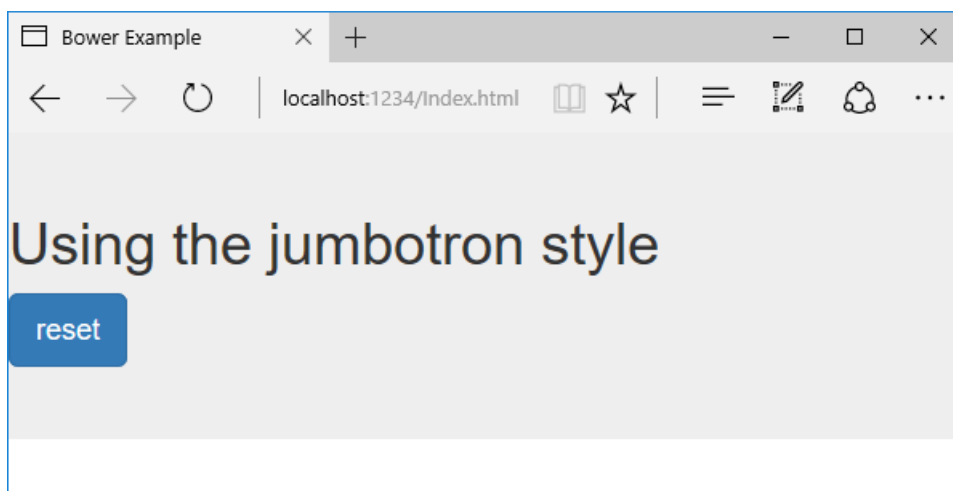 Bower Example
localhost:1234/Index.html
Using the jumbotron style
reset